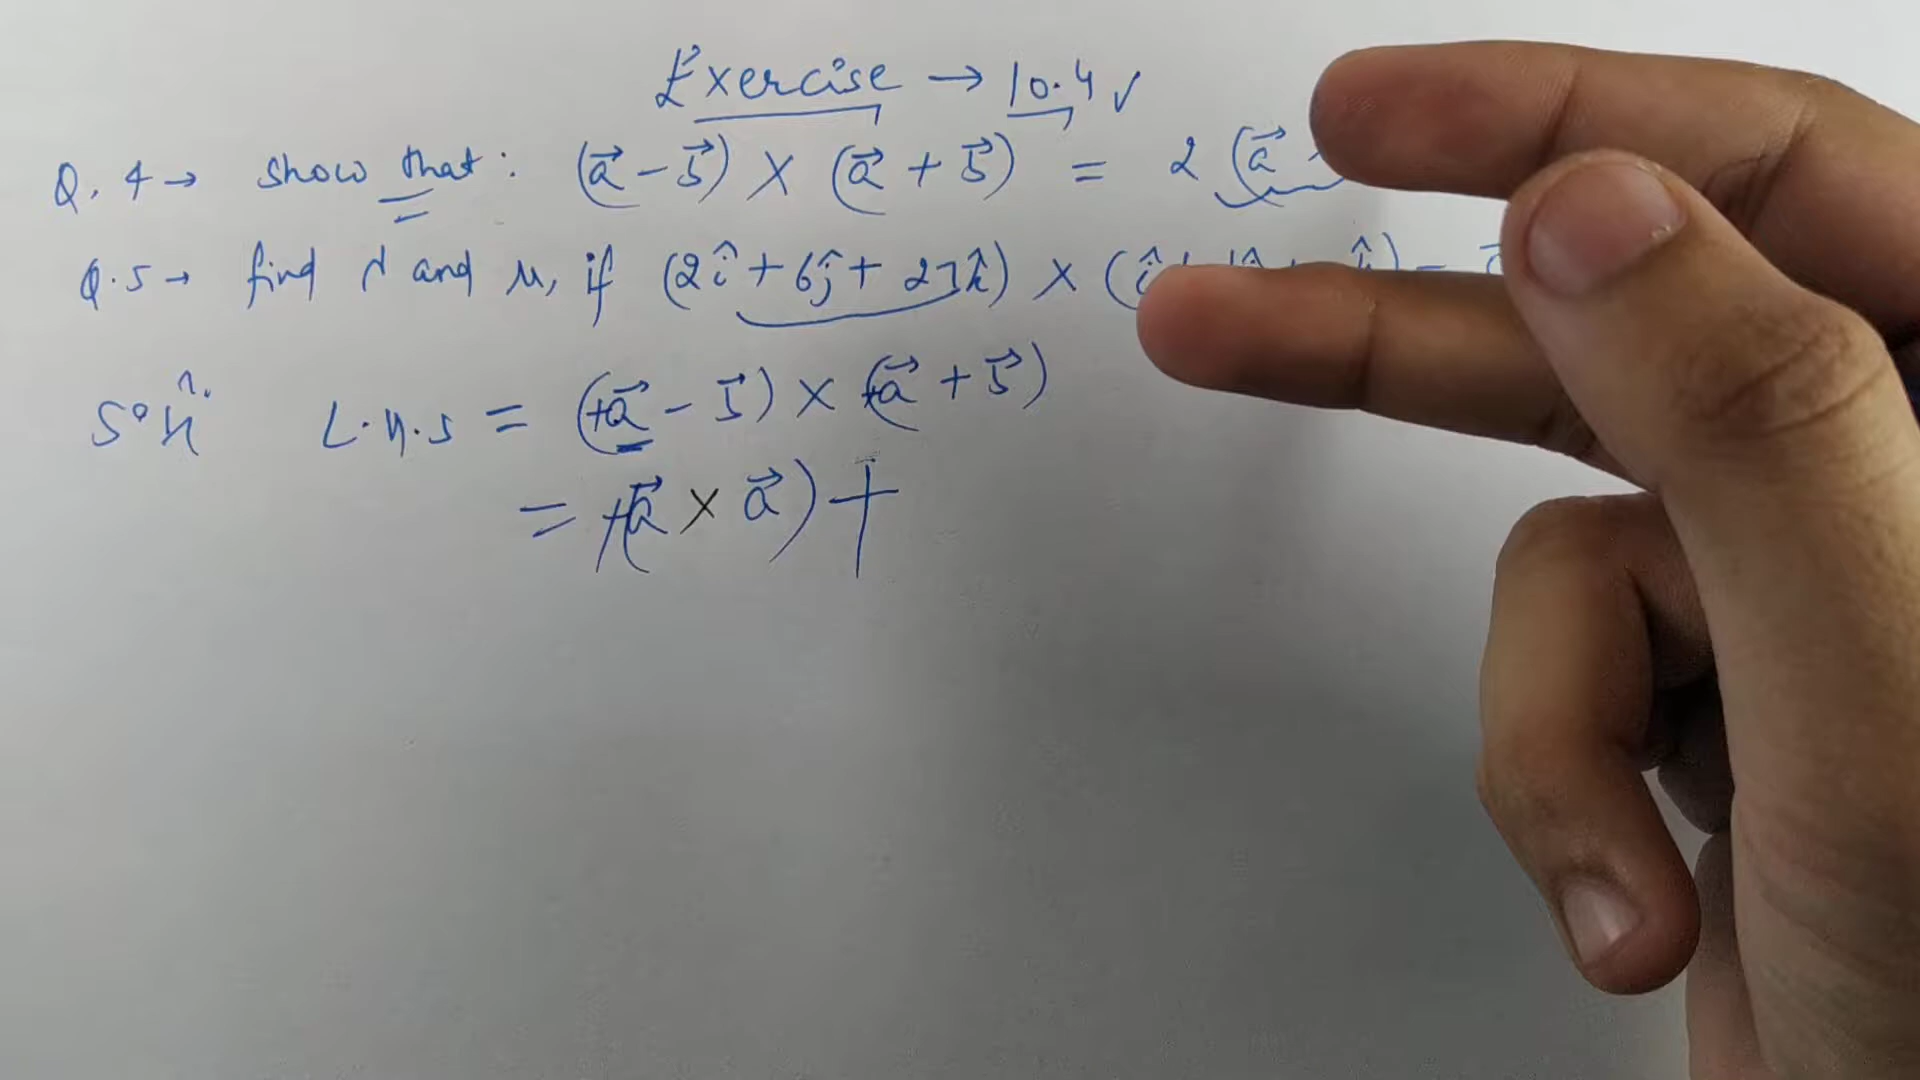 Exercise → 10.4 ✓
Q. 4 → show that : (a⃗ - b⃗) × (a⃗ + b⃗) = 2 (a⃗
Q. 5 → find λ and μ, if (2î + 6ĵ + 27k̂) × (î
Soln. L.H.S = (+a⃗ - b⃗) × (+a⃗ + b⃗)
= +(a⃗ × a⃗) +